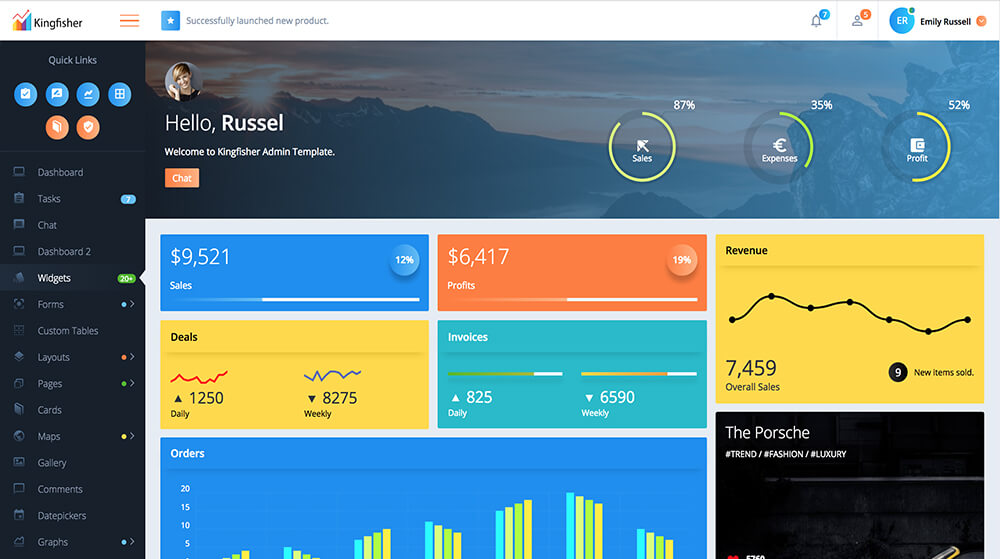 Kingfisher
Successfully launched new product.
7
5
ER
Emily Russell
Quick Links
Dashboard
Tasks
7
Chat
Dashboard 2
Widgets
20+
Forms
Custom Tables
Layouts
Pages
Cards
Maps
Gallery
Comments
Datepickers
Graphs
Hello, Russel
Welcome to Kingfisher Admin Template.
Chat
87%
Sales
35%
Expenses
52%
Profit
$9,521
12%
Sales
$6,417
19%
Profits
Revenue
7,459
Overall Sales
9
New items sold.
Deals
▲ 1250
Daily
▼ 8275
Weekly
Invoices
▲ 825
Daily
▼ 6590
Weekly
Orders
20
15
10
5
The Porsche
#TREND / #FASHION / #LUXURY
5760